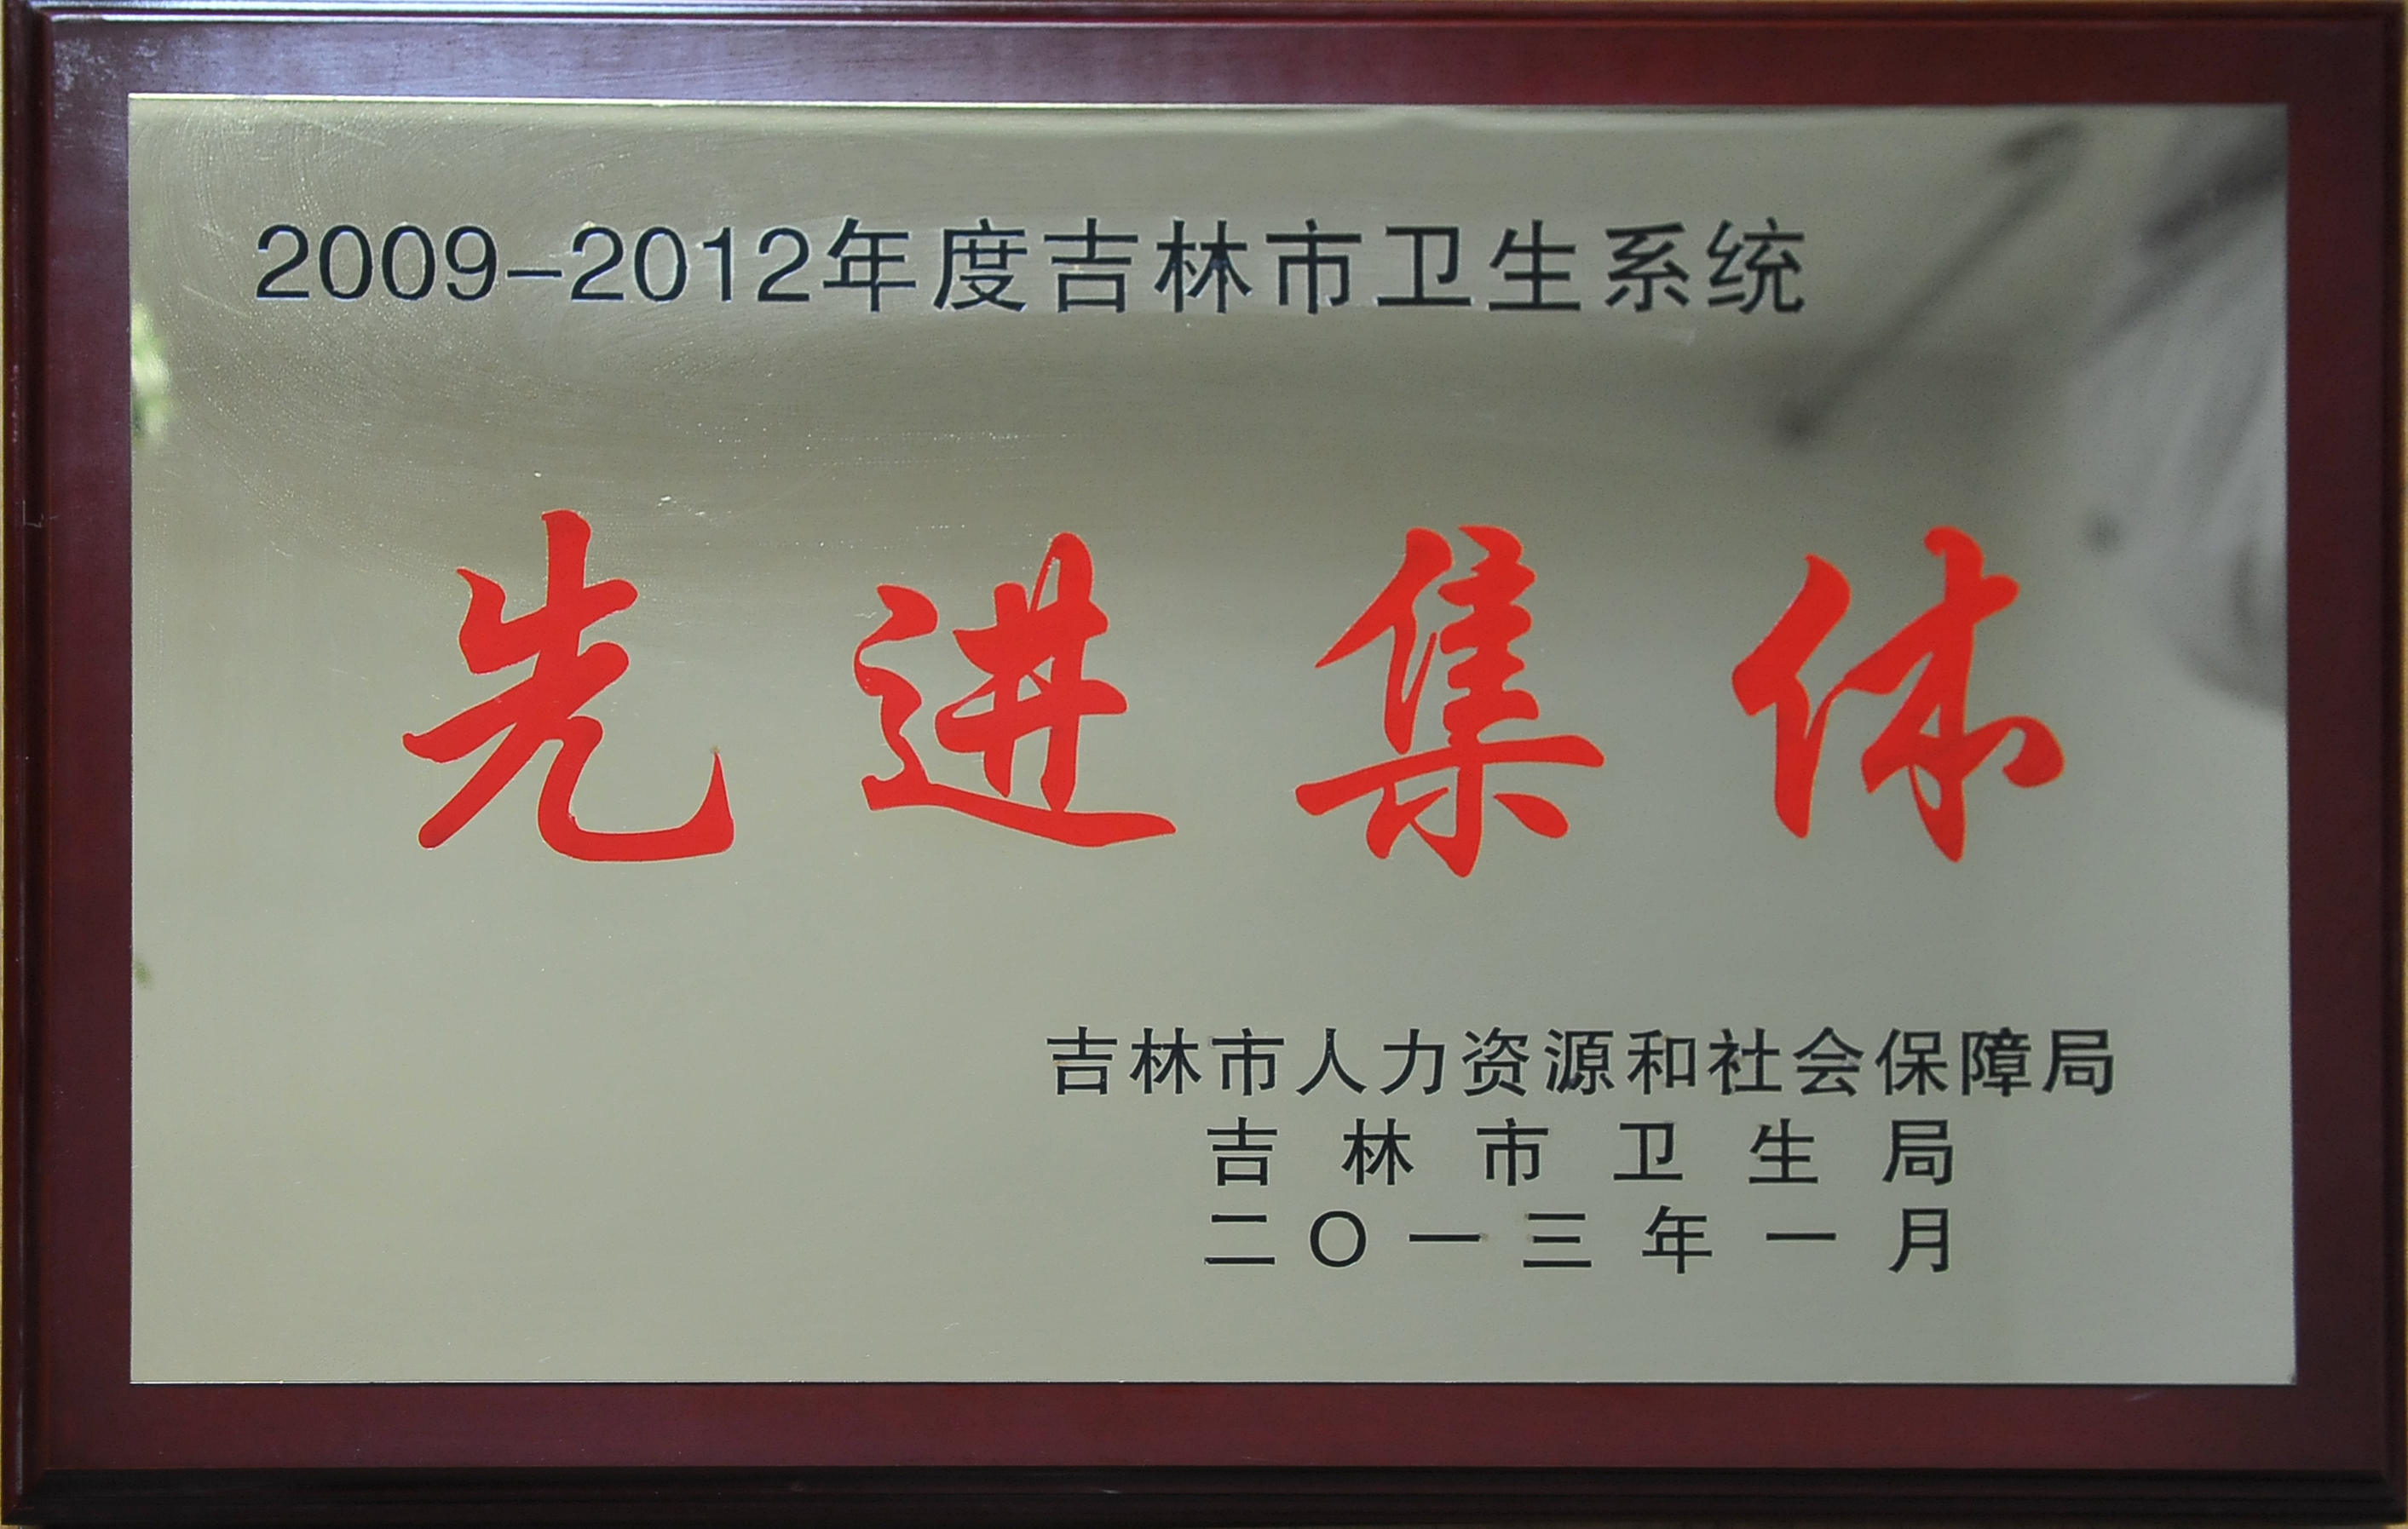 2009-2012年度吉林市卫生系统
先进集体
吉林市人力资源和社会保障局
吉林市卫生局
二〇一三年一月